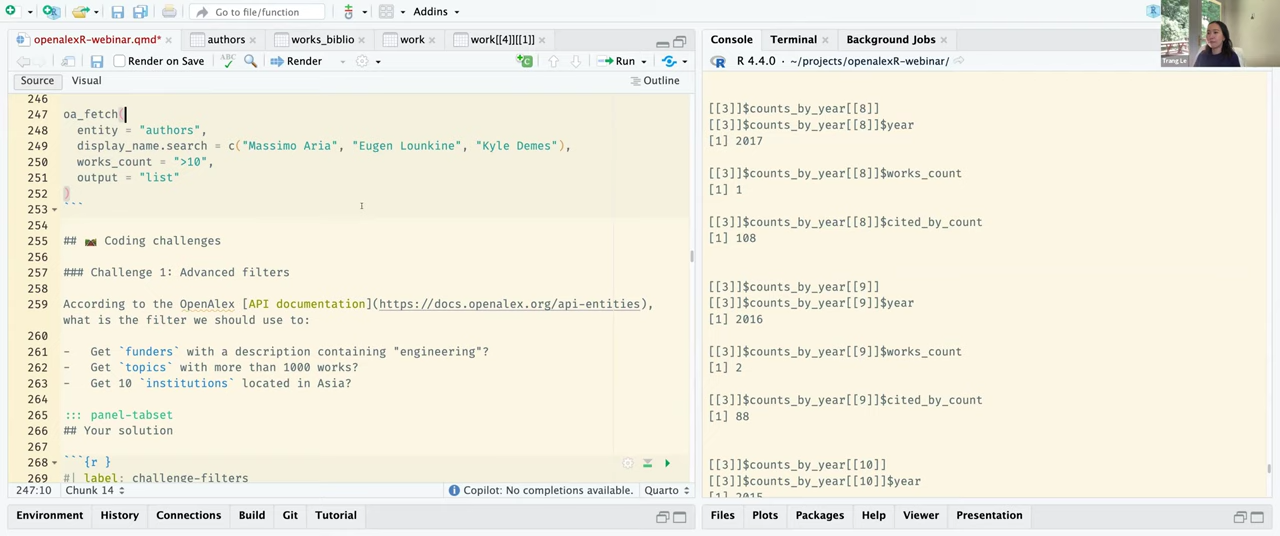 Go to file/function
Addins
openalexR-webinar.qmd*
authors
works_biblio
work
work[[4]][[1]]
Render on Save
ABC
Render
Run
Source
Visual
Outline
246
247 oa_fetch(
248 entity = "authors",
249 display_name.search = c("Massimo Aria", "Eugen Lounkine", "Kyle Demes"),
250 works_count = ">10",
251 output = "list"
252 )
253 ```
254
255 ## Coding challenges
256
257 ### Challenge 1: Advanced filters
258
259 According to the OpenAlex [API documentation](https://docs.openalex.org/api-entities),
what is the filter we should use to:
260
261 - Get `funders` with a description containing "engineering"?
262 - Get `topics` with more than 1000 works?
263 - Get 10 `institutions` located in Asia?
264
265 ::: panel-tabset
266 ## Your solution
267
268 ```{r }
269 #| label: challenge-filters
247:10
Chunk 14
Copilot: No completions available.
Quarto
Environment
History
Connections
Build
Git
Tutorial
Console
Terminal
Background Jobs
R 4.4.0 · ~/projects/openalexR-webinar/
[[3]]$counts_by_year[[8]]
[[3]]$counts_by_year[[8]]$year
[1] 2017
[[3]]$counts_by_year[[8]]$works_count
[1] 1
[[3]]$counts_by_year[[8]]$cited_by_count
[1] 108
[[3]]$counts_by_year[[9]]
[[3]]$counts_by_year[[9]]$year
[1] 2016
[[3]]$counts_by_year[[9]]$works_count
[1] 2
[[3]]$counts_by_year[[9]]$cited_by_count
[1] 88
[[3]]$counts_by_year[[10]]
[[3]]$counts_by_year[[10]]$year
[1] 2015
Files
Plots
Packages
Help
Viewer
Presentation
Trang Le